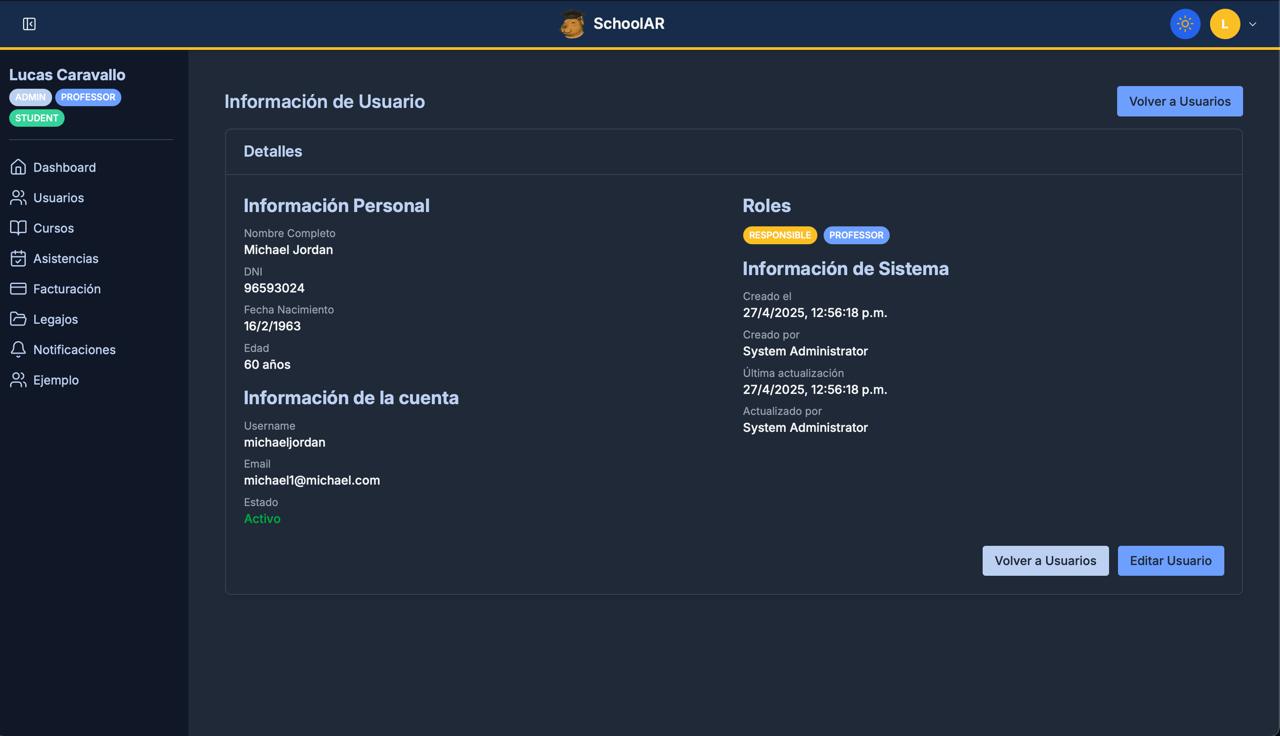 SchoolAR
L
Lucas Caravallo
ADMIN PROFESSOR
STUDENT
Dashboard
Usuarios
Cursos
Asistencias
Facturación
Legajos
Notificaciones
Ejemplo
Información de Usuario
Volver a Usuarios
Detalles
Información Personal
Nombre Completo
Michael Jordan
DNI
96593024
Fecha Nacimiento
16/2/1963
Edad
60 años
Información de la cuenta
Username
michaeljordan
Email
michael1@michael.com
Estado
Activo
Roles
RESPONSIBLE PROFESSOR
Información de Sistema
Creado el
27/4/2025, 12:56:18 p.m.
Creado por
System Administrator
Última actualización
27/4/2025, 12:56:18 p.m.
Actualizado por
System Administrator
Volver a Usuarios Editar Usuario